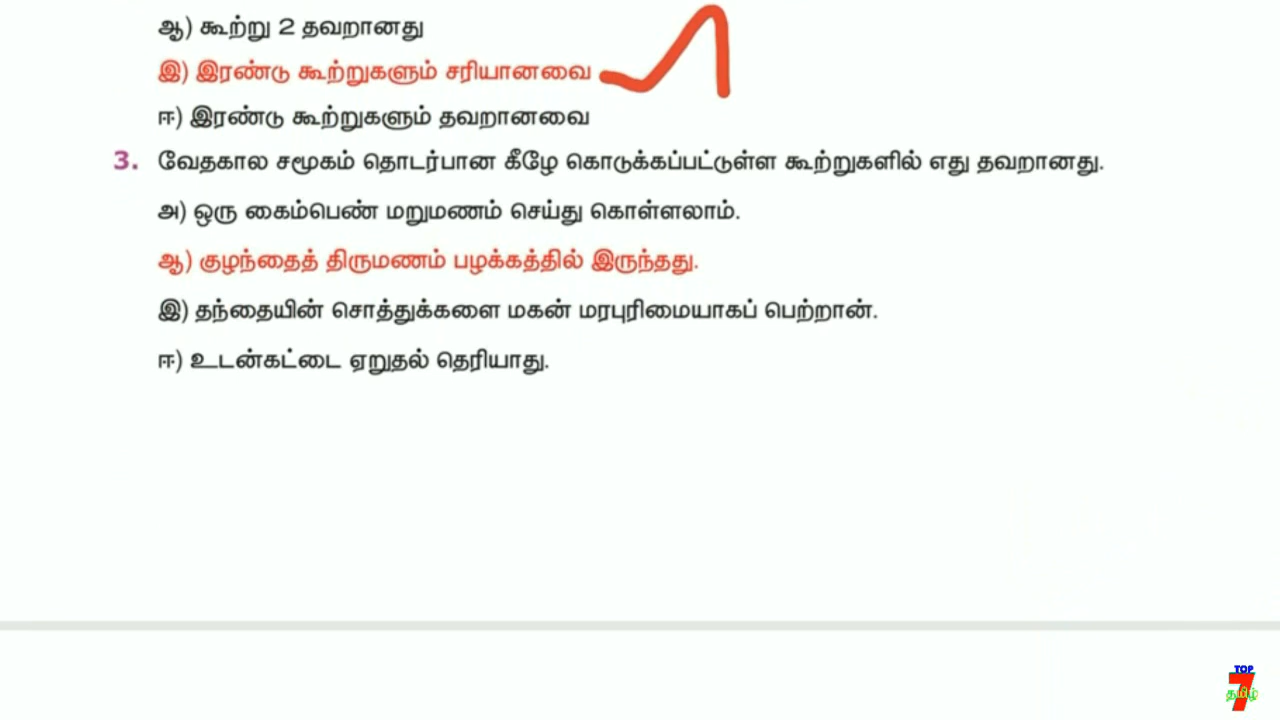 ஆ) கூற்று 2 தவறானது
இ) இரண்டு கூற்றுகளும் சரியானவை
ஈ) இரண்டு கூற்றுகளும் தவறானவை
3. வேதகால சமூகம் தொடர்பான கீழே கொடுக்கப்பட்டுள்ள கூற்றுகளில் எது தவறானது.
அ) ஒரு கைம்பெண் மறுமணம் செய்து கொள்ளலாம்.
ஆ) குழந்தைத் திருமணம் பழக்கத்தில் இருந்தது.
இ) தந்தையின் சொத்துக்களை மகன் மரபுரிமையாகப் பெற்றான்.
ஈ) உடன்கட்டை ஏறுதல் தெரியாது.
TOP
7
தமிழ்